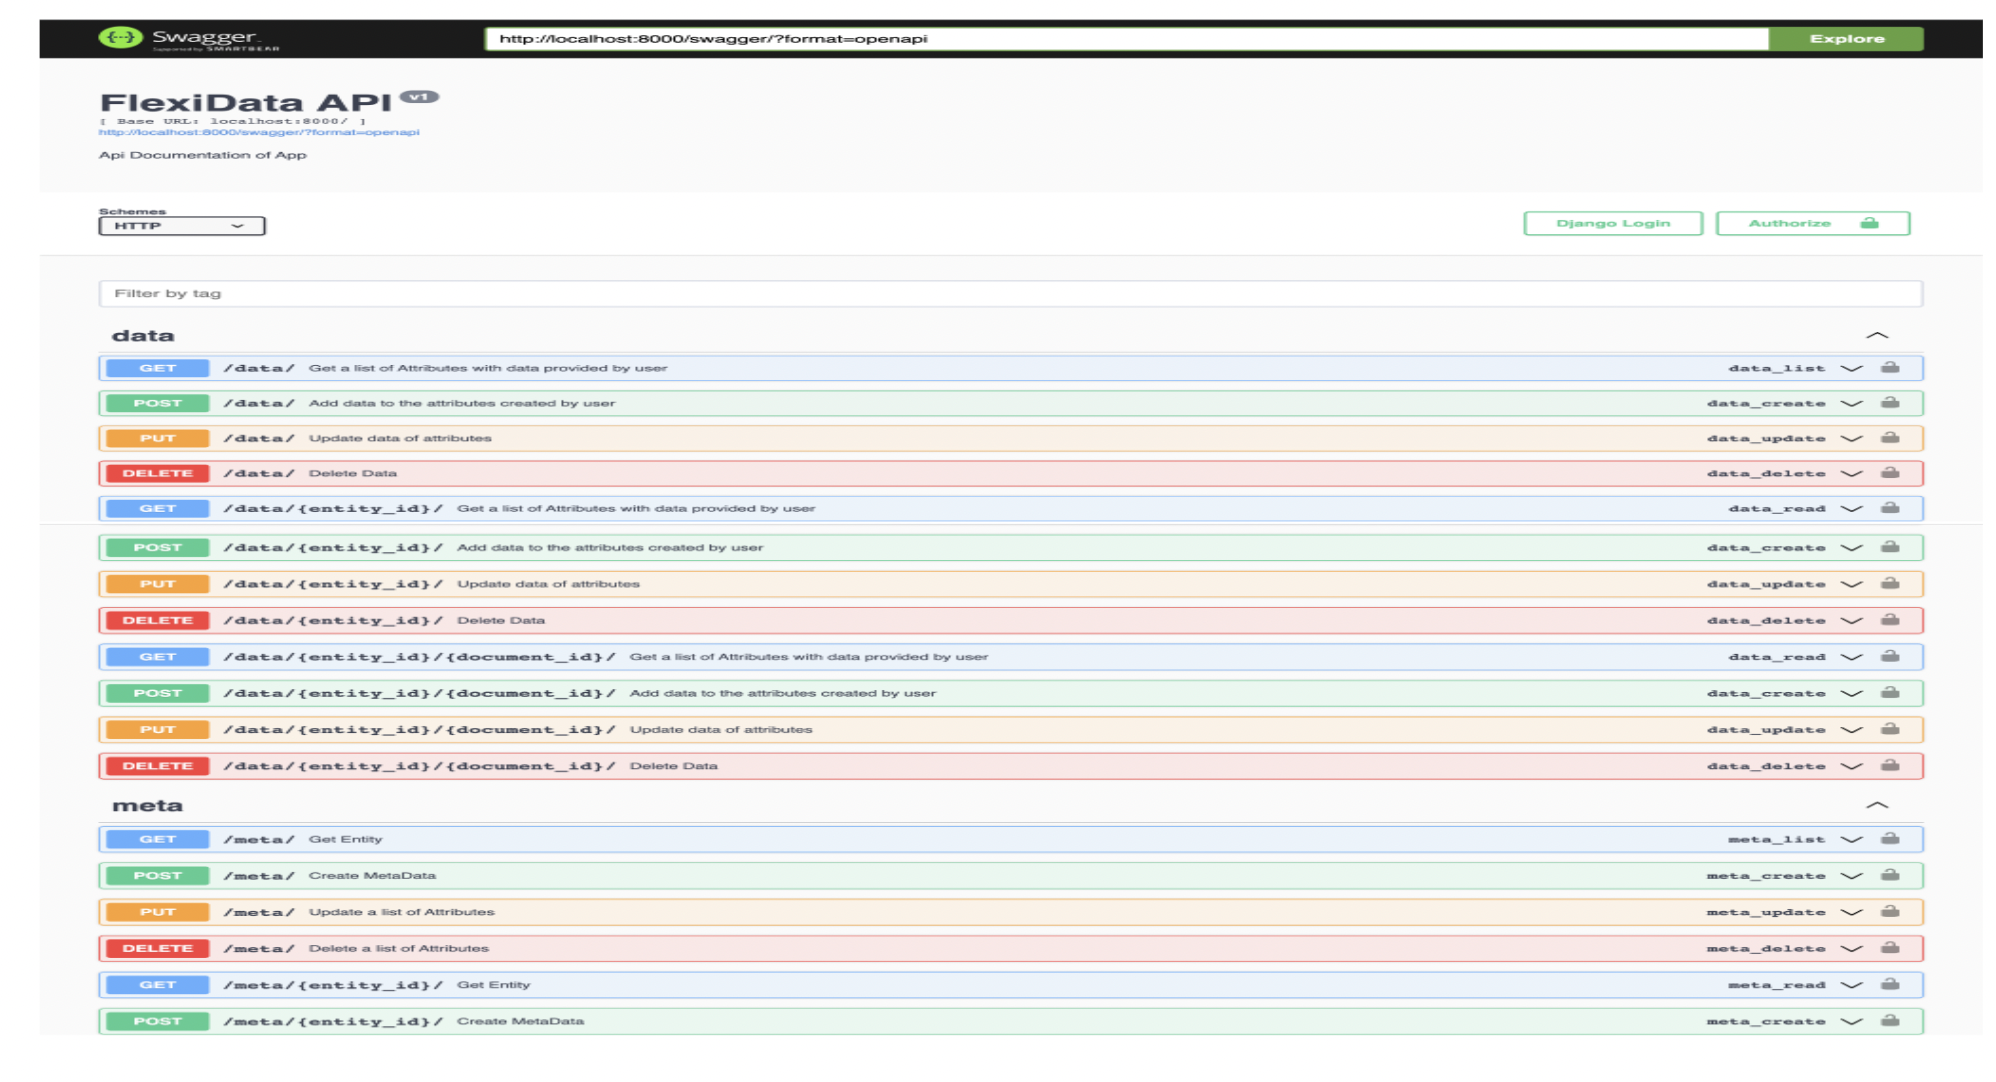 Swagger
Supported by SMARTBEAR
http://localhost:8000/swagger/?format=openapi
Explore
FlexiData API v1
[ Base URL: localhost:8000/ ]
http://localhost:8000/swagger/?format=openapi
Api Documentation of App
Schemes
HTTP
Django Login
Authorize
Filter by tag
data
GET /data/ Get a list of Attributes with data provided by user data_list
POST /data/ Add data to the attributes created by user data_create
PUT /data/ Update data of attributes data_update
DELETE /data/ Delete Data data_delete
GET /data/{entity_id}/ Get a list of Attributes with data provided by user data_read
POST /data/{entity_id}/ Add data to the attributes created by user data_create
PUT /data/{entity_id}/ Update data of attributes data_update
DELETE /data/{entity_id}/ Delete Data data_delete
GET /data/{entity_id}/{document_id}/ Get a list of Attributes with data provided by user data_read
POST /data/{entity_id}/{document_id}/ Add data to the attributes created by user data_create
PUT /data/{entity_id}/{document_id}/ Update data of attributes data_update
DELETE /data/{entity_id}/{document_id}/ Delete Data data_delete
meta
GET /meta/ Get Entity meta_list
POST /meta/ Create MetaData meta_create
PUT /meta/ Update a list of Attributes meta_update
DELETE /meta/ Delete a list of Attributes meta_delete
GET /meta/{entity_id}/ Get Entity meta_read
POST /meta/{entity_id}/ Create MetaData meta_create